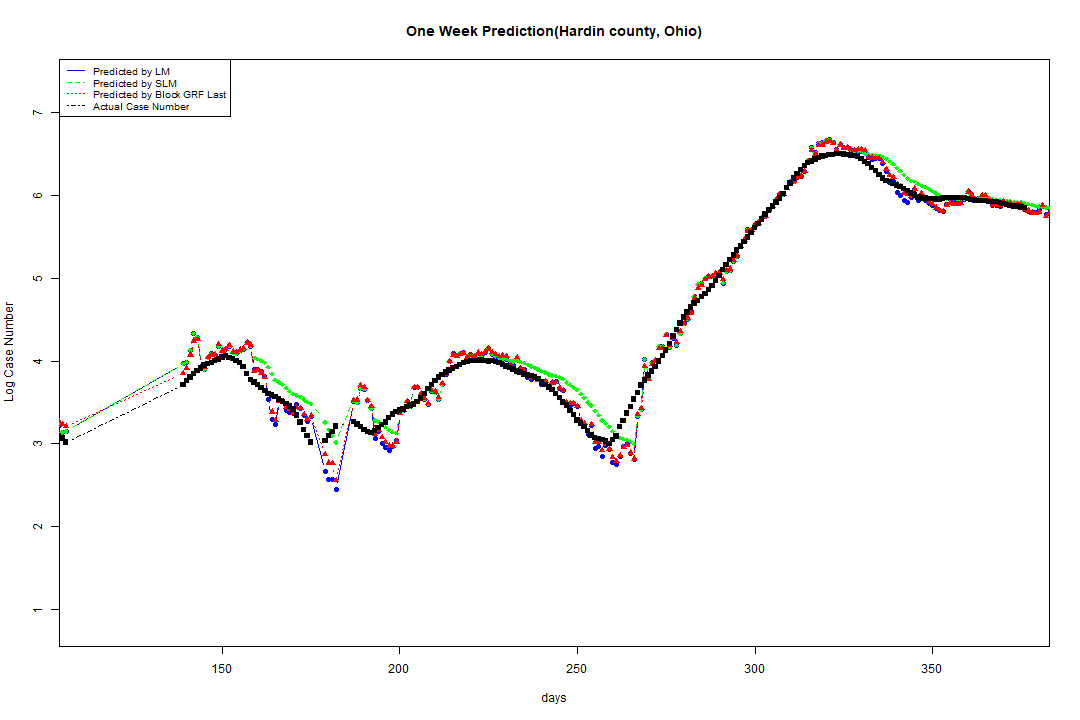 One Week Prediction(Hardin county, Ohio)
Predicted by LM
Predicted by SLM
Predicted by Block GRF Last
Actual Case Number
Log Case Number
7
6
5
4
3
2
1
150
200
250
300
350
days